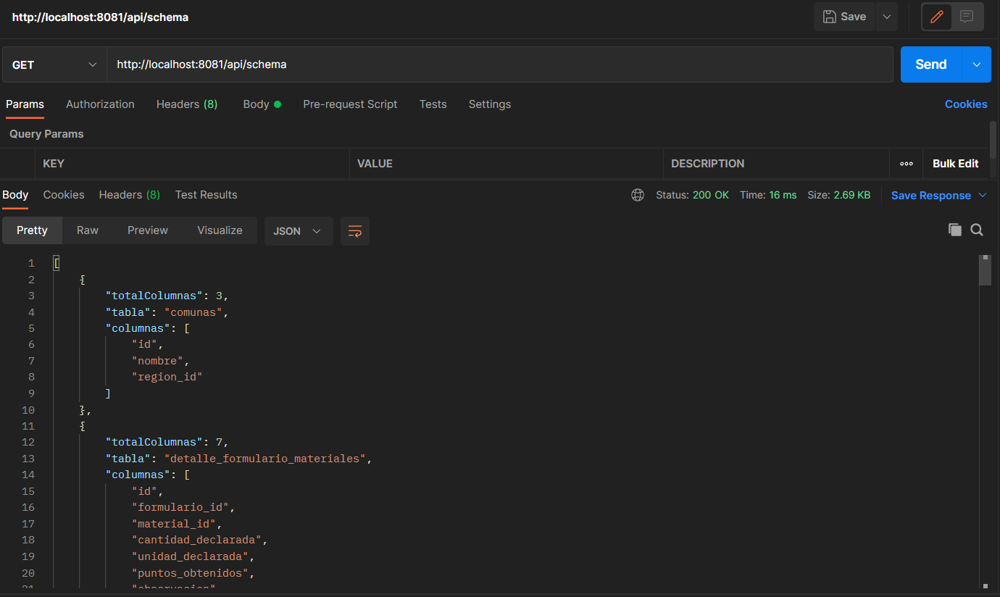 http://localhost:8081/api/schema
Save
GET http://localhost:8081/api/schema Send
Params Authorization Headers (8) Body Pre-request Script Tests Settings Cookies
Query Params
KEY VALUE DESCRIPTION Bulk Edit
Body Cookies Headers (8) Test Results Status: 200 OK Time: 16 ms Size: 2.69 KB Save Response
Pretty Raw Preview Visualize JSON
1 [
2 {
3 "totalColumnas": 3,
4 "tabla": "comunas",
5 "columnas": [
6 "id",
7 "nombre",
8 "region_id"
9 ]
10 },
11 {
12 "totalColumnas": 7,
13 "tabla": "detalle_formulario_materiales",
14 "columnas": [
15 "id",
16 "formulario_id",
17 "material_id",
18 "cantidad_declarada",
19 "unidad_declarada",
20 "puntos_obtenidos",
21 "observacion"